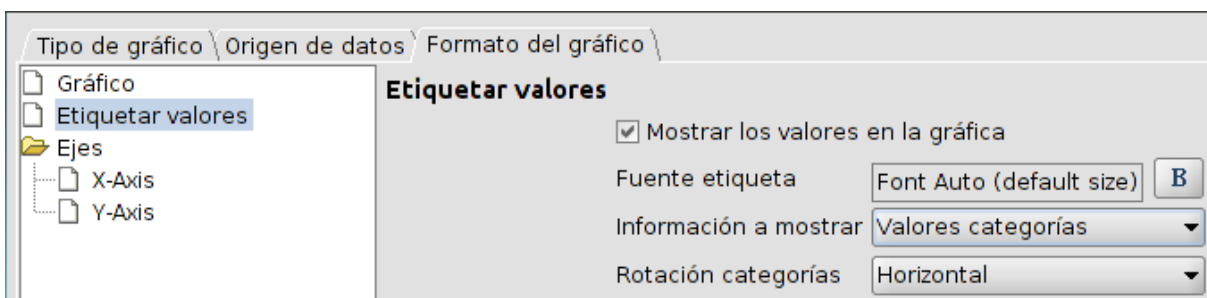 Tipo de gráfico Origen de datos Formato del gráfico
Gráfico
Etiquetar valores
Ejes
X-Axis
Y-Axis
Etiquetar valores
Mostrar los valores en la gráfica
Fuente etiqueta Font Auto (default size) B
Información a mostrar Valores categorías
Rotación categorías Horizontal